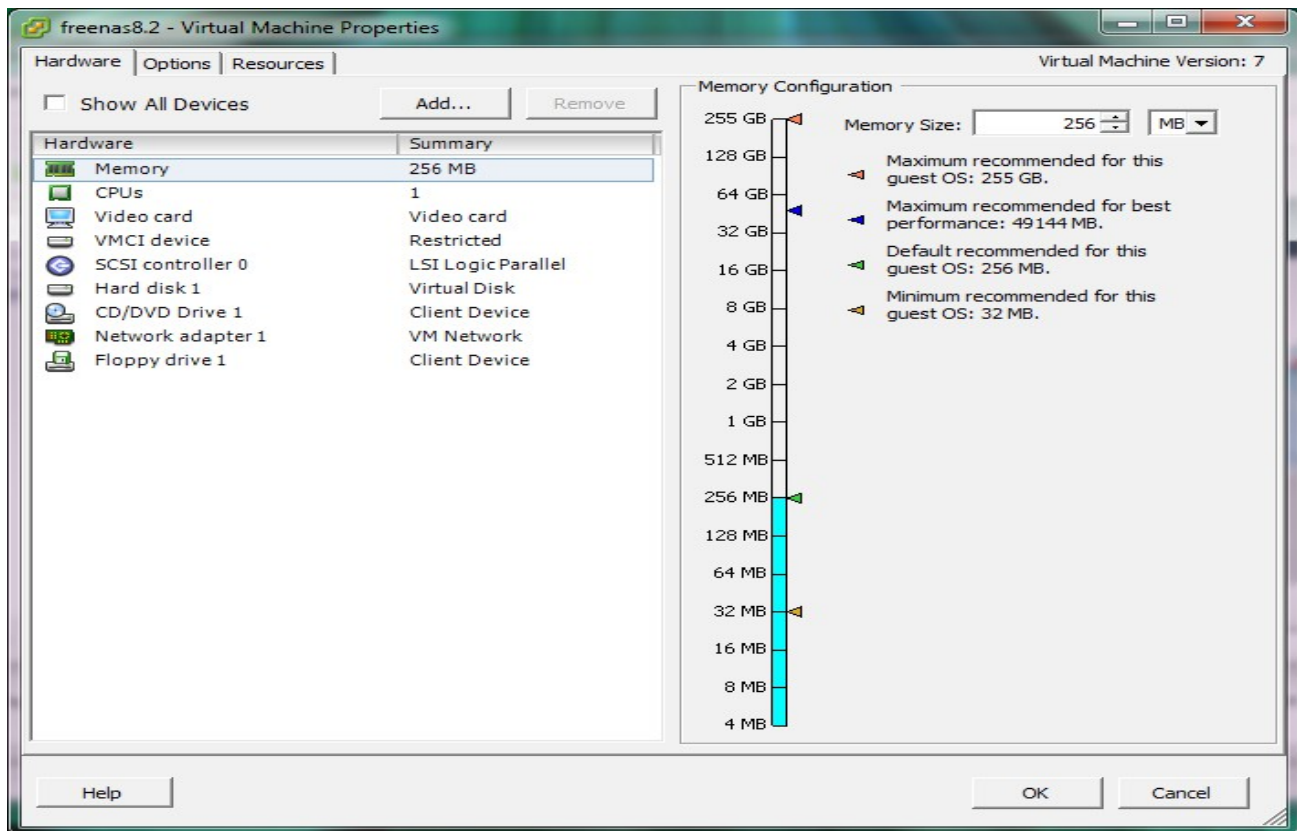 freenas8.2 - Virtual Machine Properties
Hardware Options Resources
Virtual Machine Version: 7
Show All Devices
Add...
Remove
Hardware Summary
Memory 256 MB
CPUs 1
Video card Video card
VMCI device Restricted
SCSI controller 0 LSI Logic Parallel
Hard disk 1 Virtual Disk
CD/DVD Drive 1 Client Device
Network adapter 1 VM Network
Floppy drive 1 Client Device
Memory Configuration
255 GB
128 GB
64 GB
32 GB
16 GB
8 GB
4 GB
2 GB
1 GB
512 MB
256 MB
128 MB
64 MB
32 MB
16 MB
8 MB
4 MB
Memory Size: 256 MB
Maximum recommended for this
guest OS: 255 GB.
Maximum recommended for best
performance: 49144 MB.
Default recommended for this
guest OS: 256 MB.
Minimum recommended for this
guest OS: 32 MB.
Help
OK
Cancel